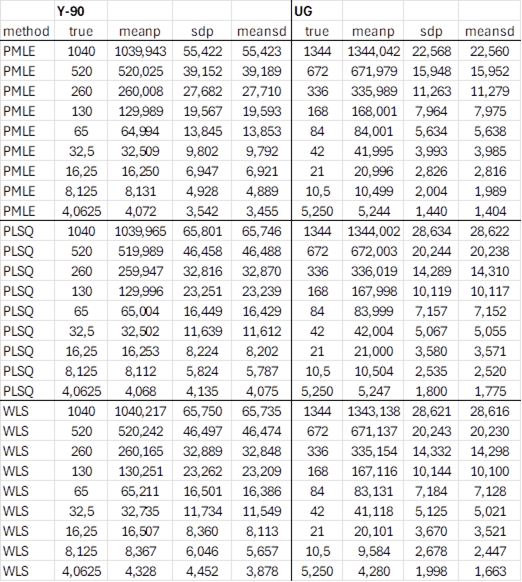 Y-90 UG
method true meanp sdp meansd true meanp sdp meansd
PMLE 1040 1039,943 55,422 55,423 1344 1344,042 22,568 22,560
PMLE 520 520,025 39,152 39,189 672 671,979 15,948 15,952
PMLE 260 260,008 27,682 27,710 336 335,989 11,263 11,279
PMLE 130 129,989 19,567 19,593 168 168,001 7,964 7,975
PMLE 65 64,994 13,845 13,853 84 84,001 5,634 5,638
PMLE 32,5 32,509 9,802 9,792 42 41,995 3,993 3,985
PMLE 16,25 16,250 6,947 6,921 21 20,996 2,826 2,816
PMLE 8,125 8,131 4,928 4,889 10,5 10,499 2,004 1,989
PMLE 4,0625 4,072 3,542 3,455 5,250 5,244 1,440 1,404
PLSQ 1040 1039,965 65,801 65,746 1344 1344,002 28,634 28,622
PLSQ 520 519,989 46,458 46,488 672 672,003 20,244 20,238
PLSQ 260 259,947 32,816 32,870 336 336,019 14,289 14,310
PLSQ 130 129,996 23,251 23,239 168 167,998 10,119 10,117
PLSQ 65 65,004 16,449 16,429 84 83,999 7,157 7,152
PLSQ 32,5 32,502 11,639 11,612 42 42,004 5,067 5,055
PLSQ 16,25 16,253 8,224 8,202 21 21,000 3,580 3,571
PLSQ 8,125 8,112 5,824 5,787 10,5 10,504 2,535 2,520
PLSQ 4,0625 4,068 4,135 4,075 5,250 5,247 1,800 1,775
WLS 1040 1040,217 65,750 65,735 1344 1343,138 28,621 28,616
WLS 520 520,242 46,497 46,474 672 671,137 20,243 20,230
WLS 260 260,165 32,889 32,848 336 335,154 14,332 14,298
WLS 130 130,251 23,262 23,209 168 167,116 10,144 10,100
WLS 65 65,211 16,501 16,386 84 83,131 7,184 7,128
WLS 32,5 32,735 11,734 11,549 42 41,118 5,125 5,021
WLS 16,25 16,507 8,360 8,113 21 20,101 3,670 3,521
WLS 8,125 8,367 6,046 5,657 10,5 9,584 2,678 2,447
WLS 4,0625 4,328 4,452 3,878 5,250 4,280 1,998 1,663